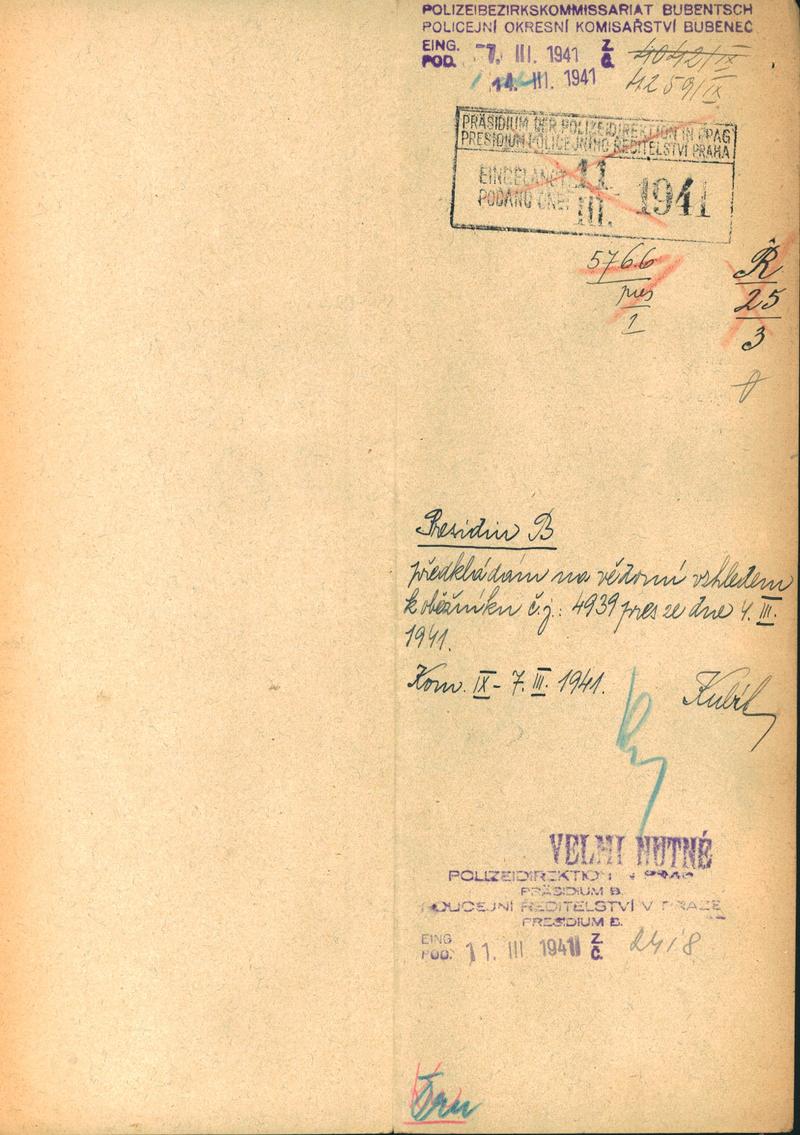 POLIZEIBEZIRKSKOMMISSARIAT BUBENTSCH
POLICEJNÍ OKRESNÍ KOMISAŘSTVÍ BUBENEČ
EING. POD. 7. III. 1941 Z. Č. 4042/IX
14. III. 1941 4259/IX
PRÄSIDIUM DER POLIZEIDIREKTION IN PRAG
PRESIDIUM POLICEJNÍHO ŘEDITELSTVÍ PRAHA
EINGELANGT
PODÁNO DNE: 11. III. 1941
5766
pres
1
R
25
3
Presidiu B
předkládám na vědomí vzhledem
k oběžníku č.j.: 4939 pres ze dne 4. III.
1941.
Kom. IX - 7. III. 1941.
VELMI NUTNÉ
POLIZEIDIREKTION IN PRAG
PRÄSIDIUM B.
POLICEJNÍ ŘEDITELSTVÍ V PRAZE
PRESIDIUM B.
EING. POD. 11. III 1941 Z. Č. 2418